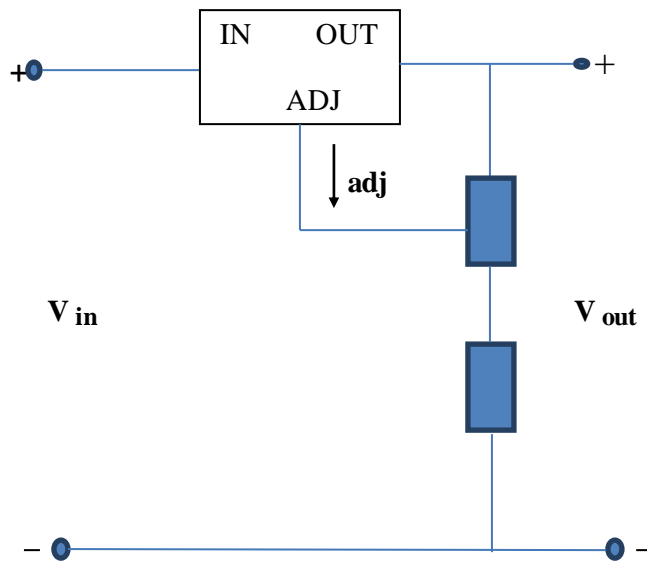 IN OUT
+ +
ADJ
adj
V in V out
− −